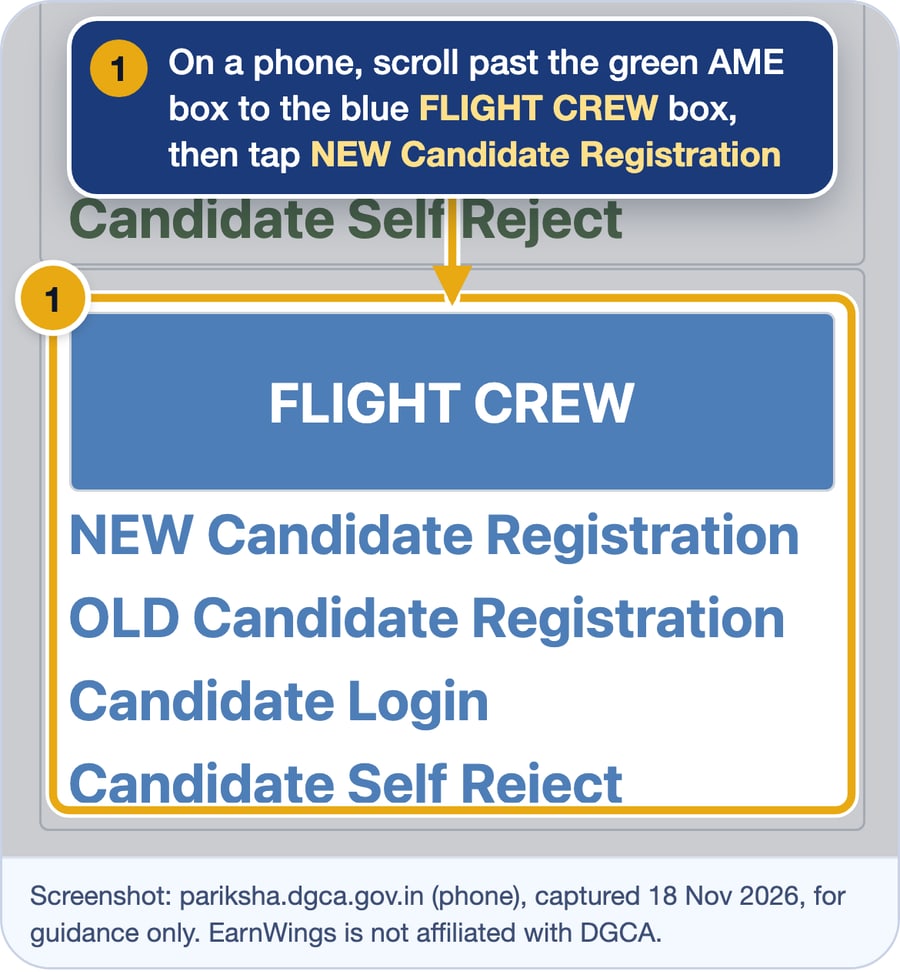 1
On a phone, scroll past the green AME
box to the blue FLIGHT CREW box,
then tap NEW Candidate Registration
Candidate Self Reject
1
FLIGHT CREW
NEW Candidate Registration
OLD Candidate Registration
Candidate Login
Candidate Self Reject
Screenshot: pariksha.dgca.gov.in (phone), captured 18 Nov 2026, for
guidance only. EarnWings is not affiliated with DGCA.